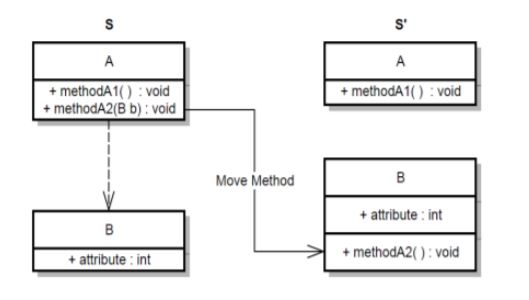 S
A
+ methodA1( ) : void
+ methodA2(B b) : void
B
+ attribute : int
Move Method
S'
A
+ methodA1( ) : void
B
+ attribute : int
+ methodA2( ) : void